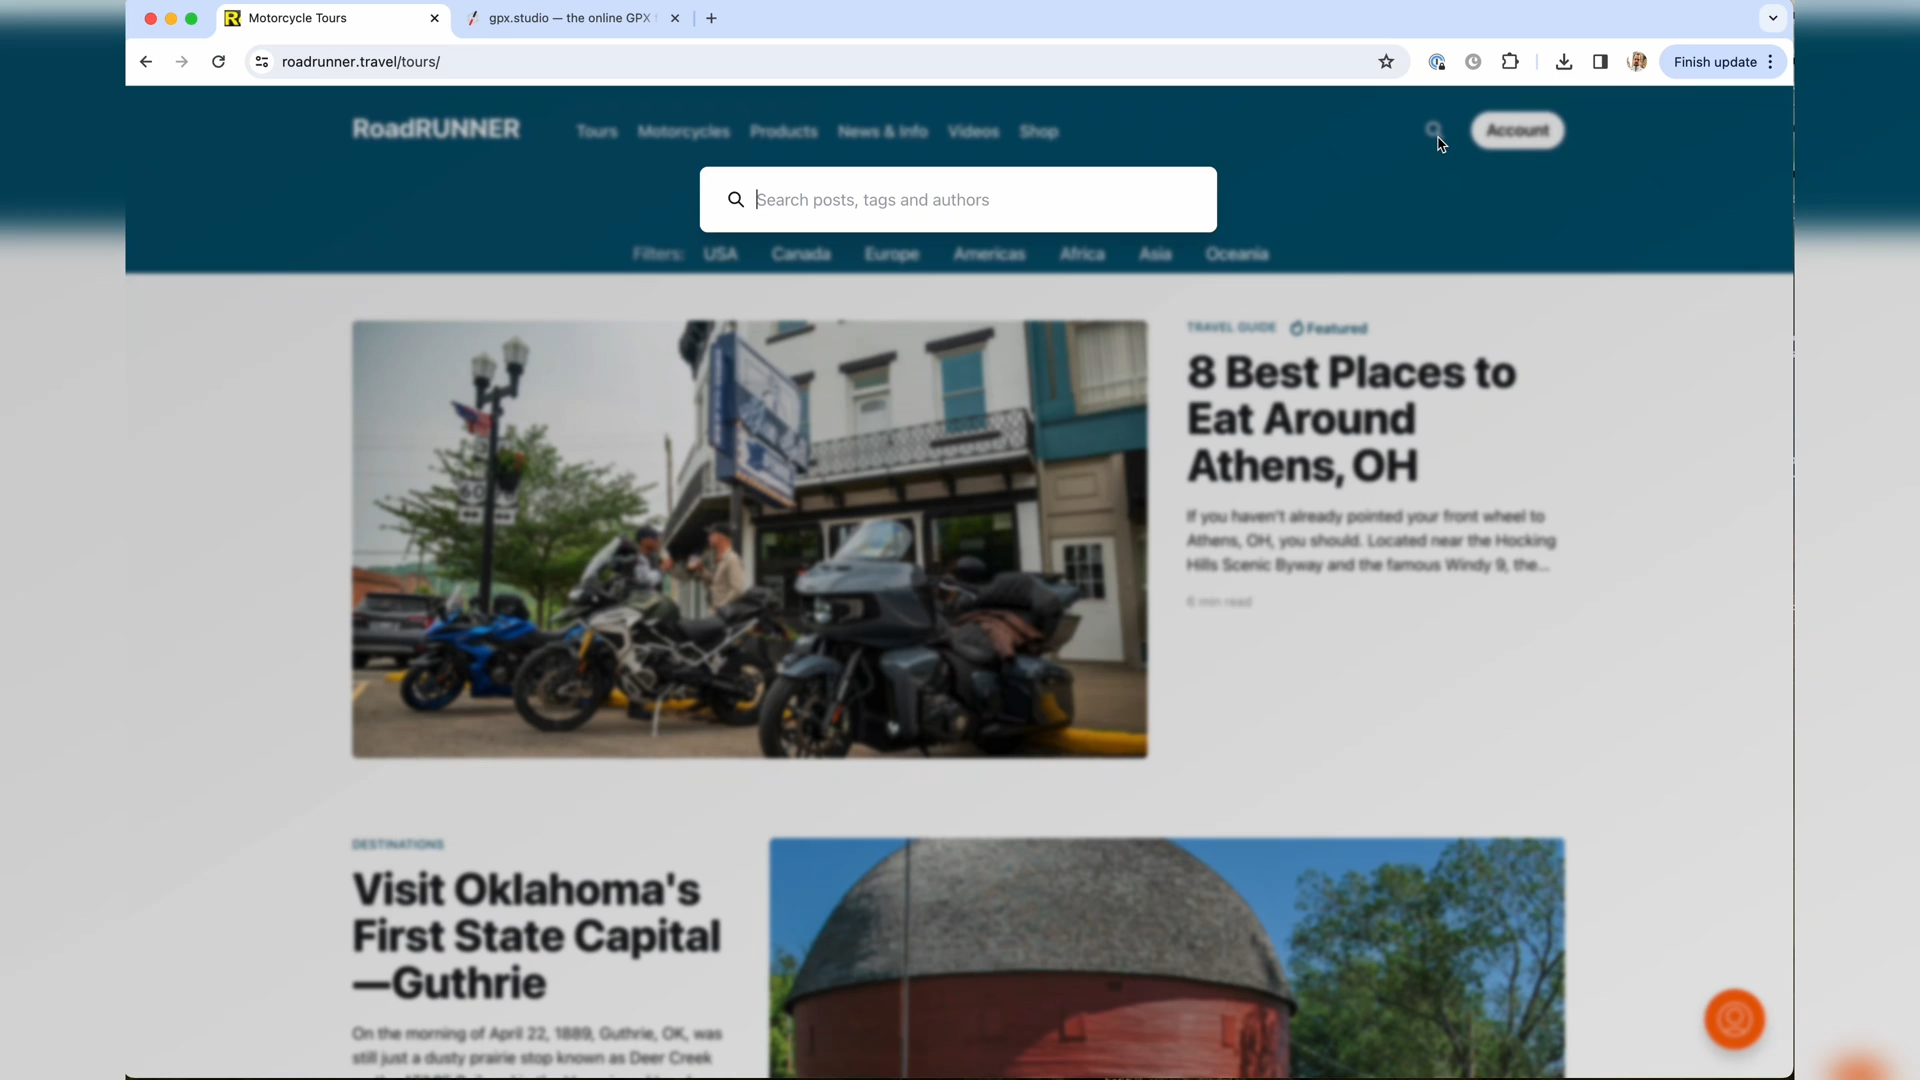 Motorcycle Tours
gpx.studio — the online GPX
roadrunner.travel/tours/
Finish update
RoadRUNNER
Tours Motorcycles Products News & Info Videos Shop
Account
Search posts, tags and authors
Filters: USA Canada Europe Americas Africa Asia Oceania
TRAVEL GUIDE Featured
8 Best Places to
Eat Around
Athens, OH
If you haven't already pointed your front wheel to
Athens, OH, you should. Located near the Hocking
Hills Scenic Byway and the famous Windy 9, the...
6 min read
DESTINATIONS
Visit Oklahoma's
First State Capital
—Guthrie
On the morning of April 22, 1889, Guthrie, OK, was
still just a dusty prairie stop known as Deer Creek